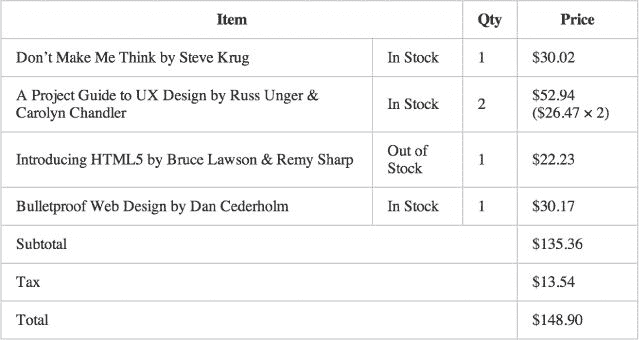 Item Qty Price
Don’t Make Me Think by Steve Krug In Stock 1 $30.02
A Project Guide to UX Design by Russ Unger &
Carolyn Chandler
In Stock 2
$52.94
($26.47 × 2)
Introducing HTML5 by Bruce Lawson & Remy Sharp
Out of
Stock
1 $22.23
Bulletproof Web Design by Dan Cederholm In Stock 1 $30.17
Subtotal $135.36
Tax $13.54
Total $148.90